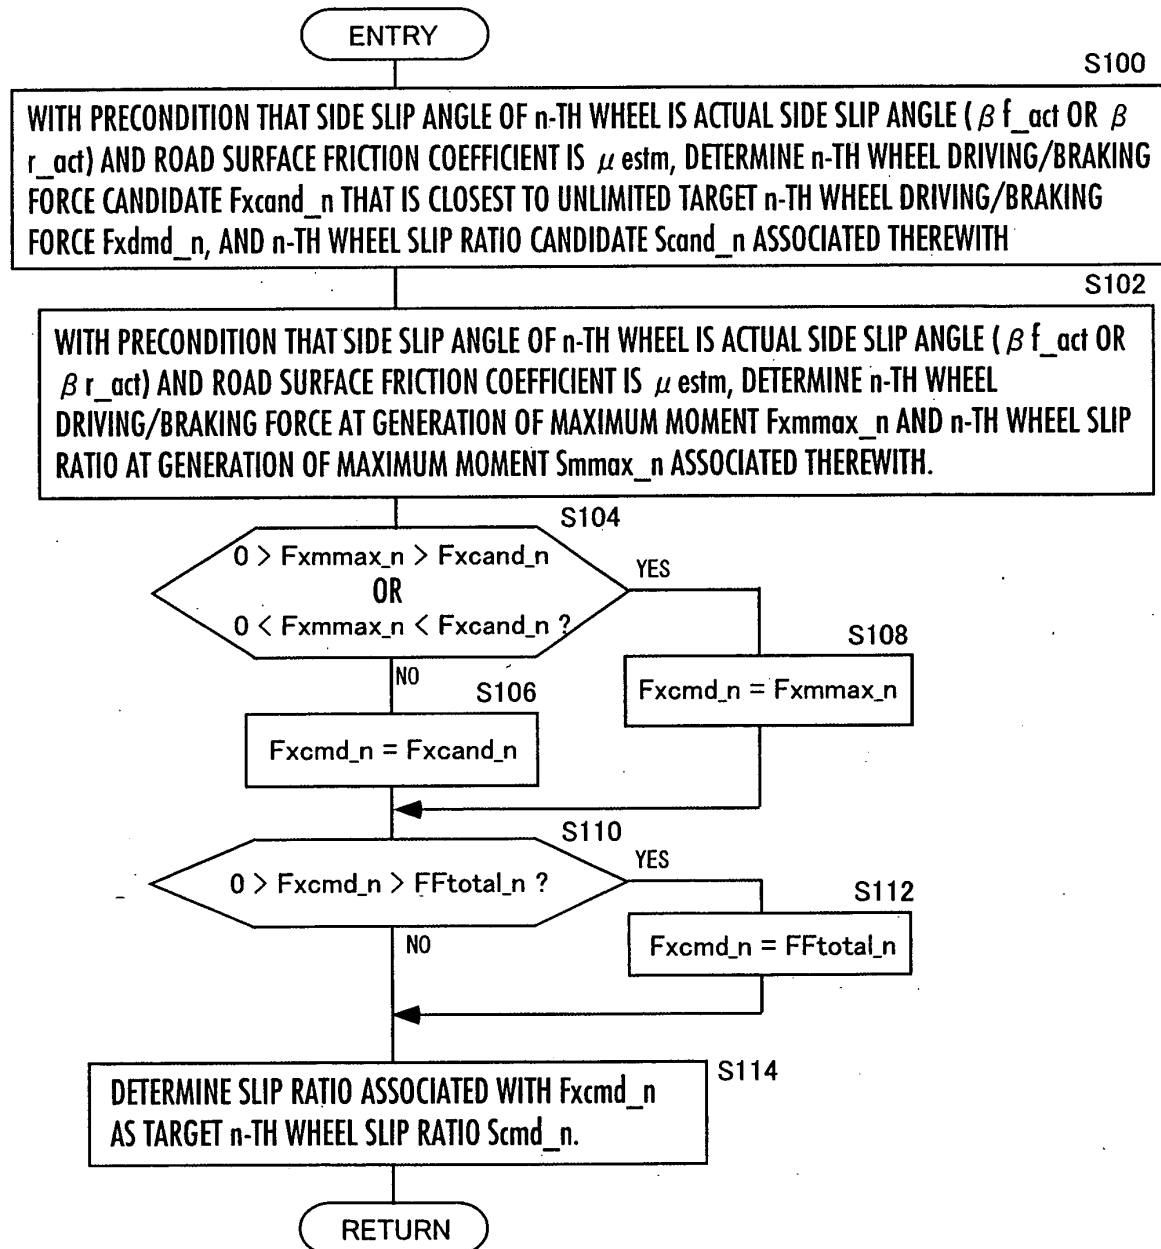 ENTRY
S100
WITH PRECONDITION THAT SIDE SLIP ANGLE OF n-TH WHEEL IS ACTUAL SIDE SLIP ANGLE ( β f_act OR β
r_act) AND ROAD SURFACE FRICTION COEFFICIENT IS μ estm, DETERMINE n-TH WHEEL DRIVING/BRAKING
FORCE CANDIDATE Fxcand_n THAT IS CLOSEST TO UNLIMITED TARGET n-TH WHEEL DRIVING/BRAKING
FORCE Fxdmd_n, AND n-TH WHEEL SLIP RATIO CANDIDATE Scand_n ASSOCIATED THEREWITH
S102
WITH PRECONDITION THAT SIDE SLIP ANGLE OF n-TH WHEEL IS ACTUAL SIDE SLIP ANGLE ( β f_act OR
β r_act) AND ROAD SURFACE FRICTION COEFFICIENT IS μ estm, DETERMINE n-TH WHEEL
DRIVING/BRAKING FORCE AT GENERATION OF MAXIMUM MOMENT Fxmmax_n AND n-TH WHEEL SLIP
RATIO AT GENERATION OF MAXIMUM MOMENT Smmax_n ASSOCIATED THEREWITH.
S104
0 > Fxmmax_n > Fxcand_n
OR
0 < Fxmmax_n < Fxcand_n ?
YES
NO
S108
Fxcmd_n = Fxmmax_n
S106
Fxcmd_n = Fxcand_n
S110
0 > Fxcmd_n > FFtotal_n ?
YES
NO
S112
Fxcmd_n = FFtotal_n
S114
DETERMINE SLIP RATIO ASSOCIATED WITH Fxcmd_n
AS TARGET n-TH WHEEL SLIP RATIO Scmd_n.
RETURN